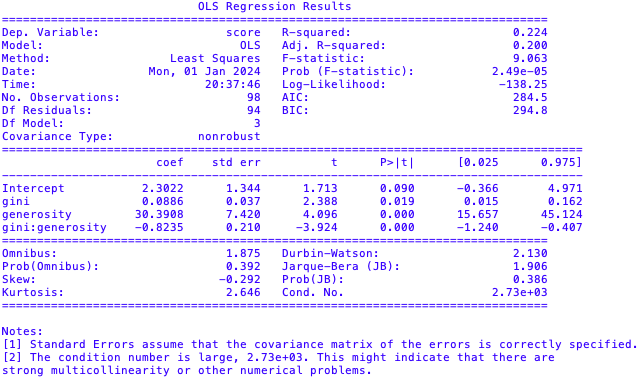 OLS Regression Results
==============================================================================
Dep. Variable:                  score   R-squared:                       0.224
Model:                            OLS   Adj. R-squared:                  0.200
Method:                 Least Squares   F-statistic:                     9.063
Date:                Mon, 01 Jan 2024   Prob (F-statistic):           2.49e-05
Time:                        20:37:46   Log-Likelihood:                -138.25
No. Observations:                  98   AIC:                             284.5
Df Residuals:                      94   BIC:                             294.8
Df Model:                           3
Covariance Type:            nonrobust
===================================================================================
                      coef    std err          t      P>|t|      [0.025      0.975]
-----------------------------------------------------------------------------------
Intercept           2.3022      1.344      1.713      0.090      -0.366       4.971
gini                0.0886      0.037      2.388      0.019       0.015       0.162
generosity         30.3908      7.420      4.096      0.000      15.657      45.124
gini:generosity    -0.8235      0.210     -3.924      0.000      -1.240      -0.407
==============================================================================
Omnibus:                        1.875   Durbin-Watson:                   2.130
Prob(Omnibus):                  0.392   Jarque-Bera (JB):                1.906
Skew:                          -0.292   Prob(JB):                        0.386
Kurtosis:                       2.646   Cond. No.                     2.73e+03
==============================================================================
Notes:
[1] Standard Errors assume that the covariance matrix of the errors is correctly specified.
[2] The condition number is large, 2.73e+03. This might indicate that there are
strong multicollinearity or other numerical problems.